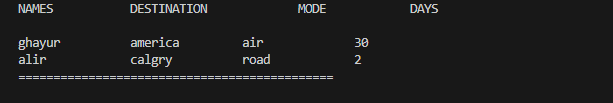 NAMES DESTINATION MODE DAYS
ghayur america air 30
alir calgry road 2
=============================================